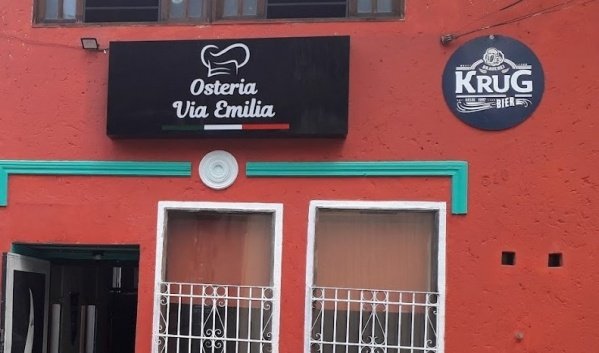 Osteria
Via Emilia
KRUG
BIER